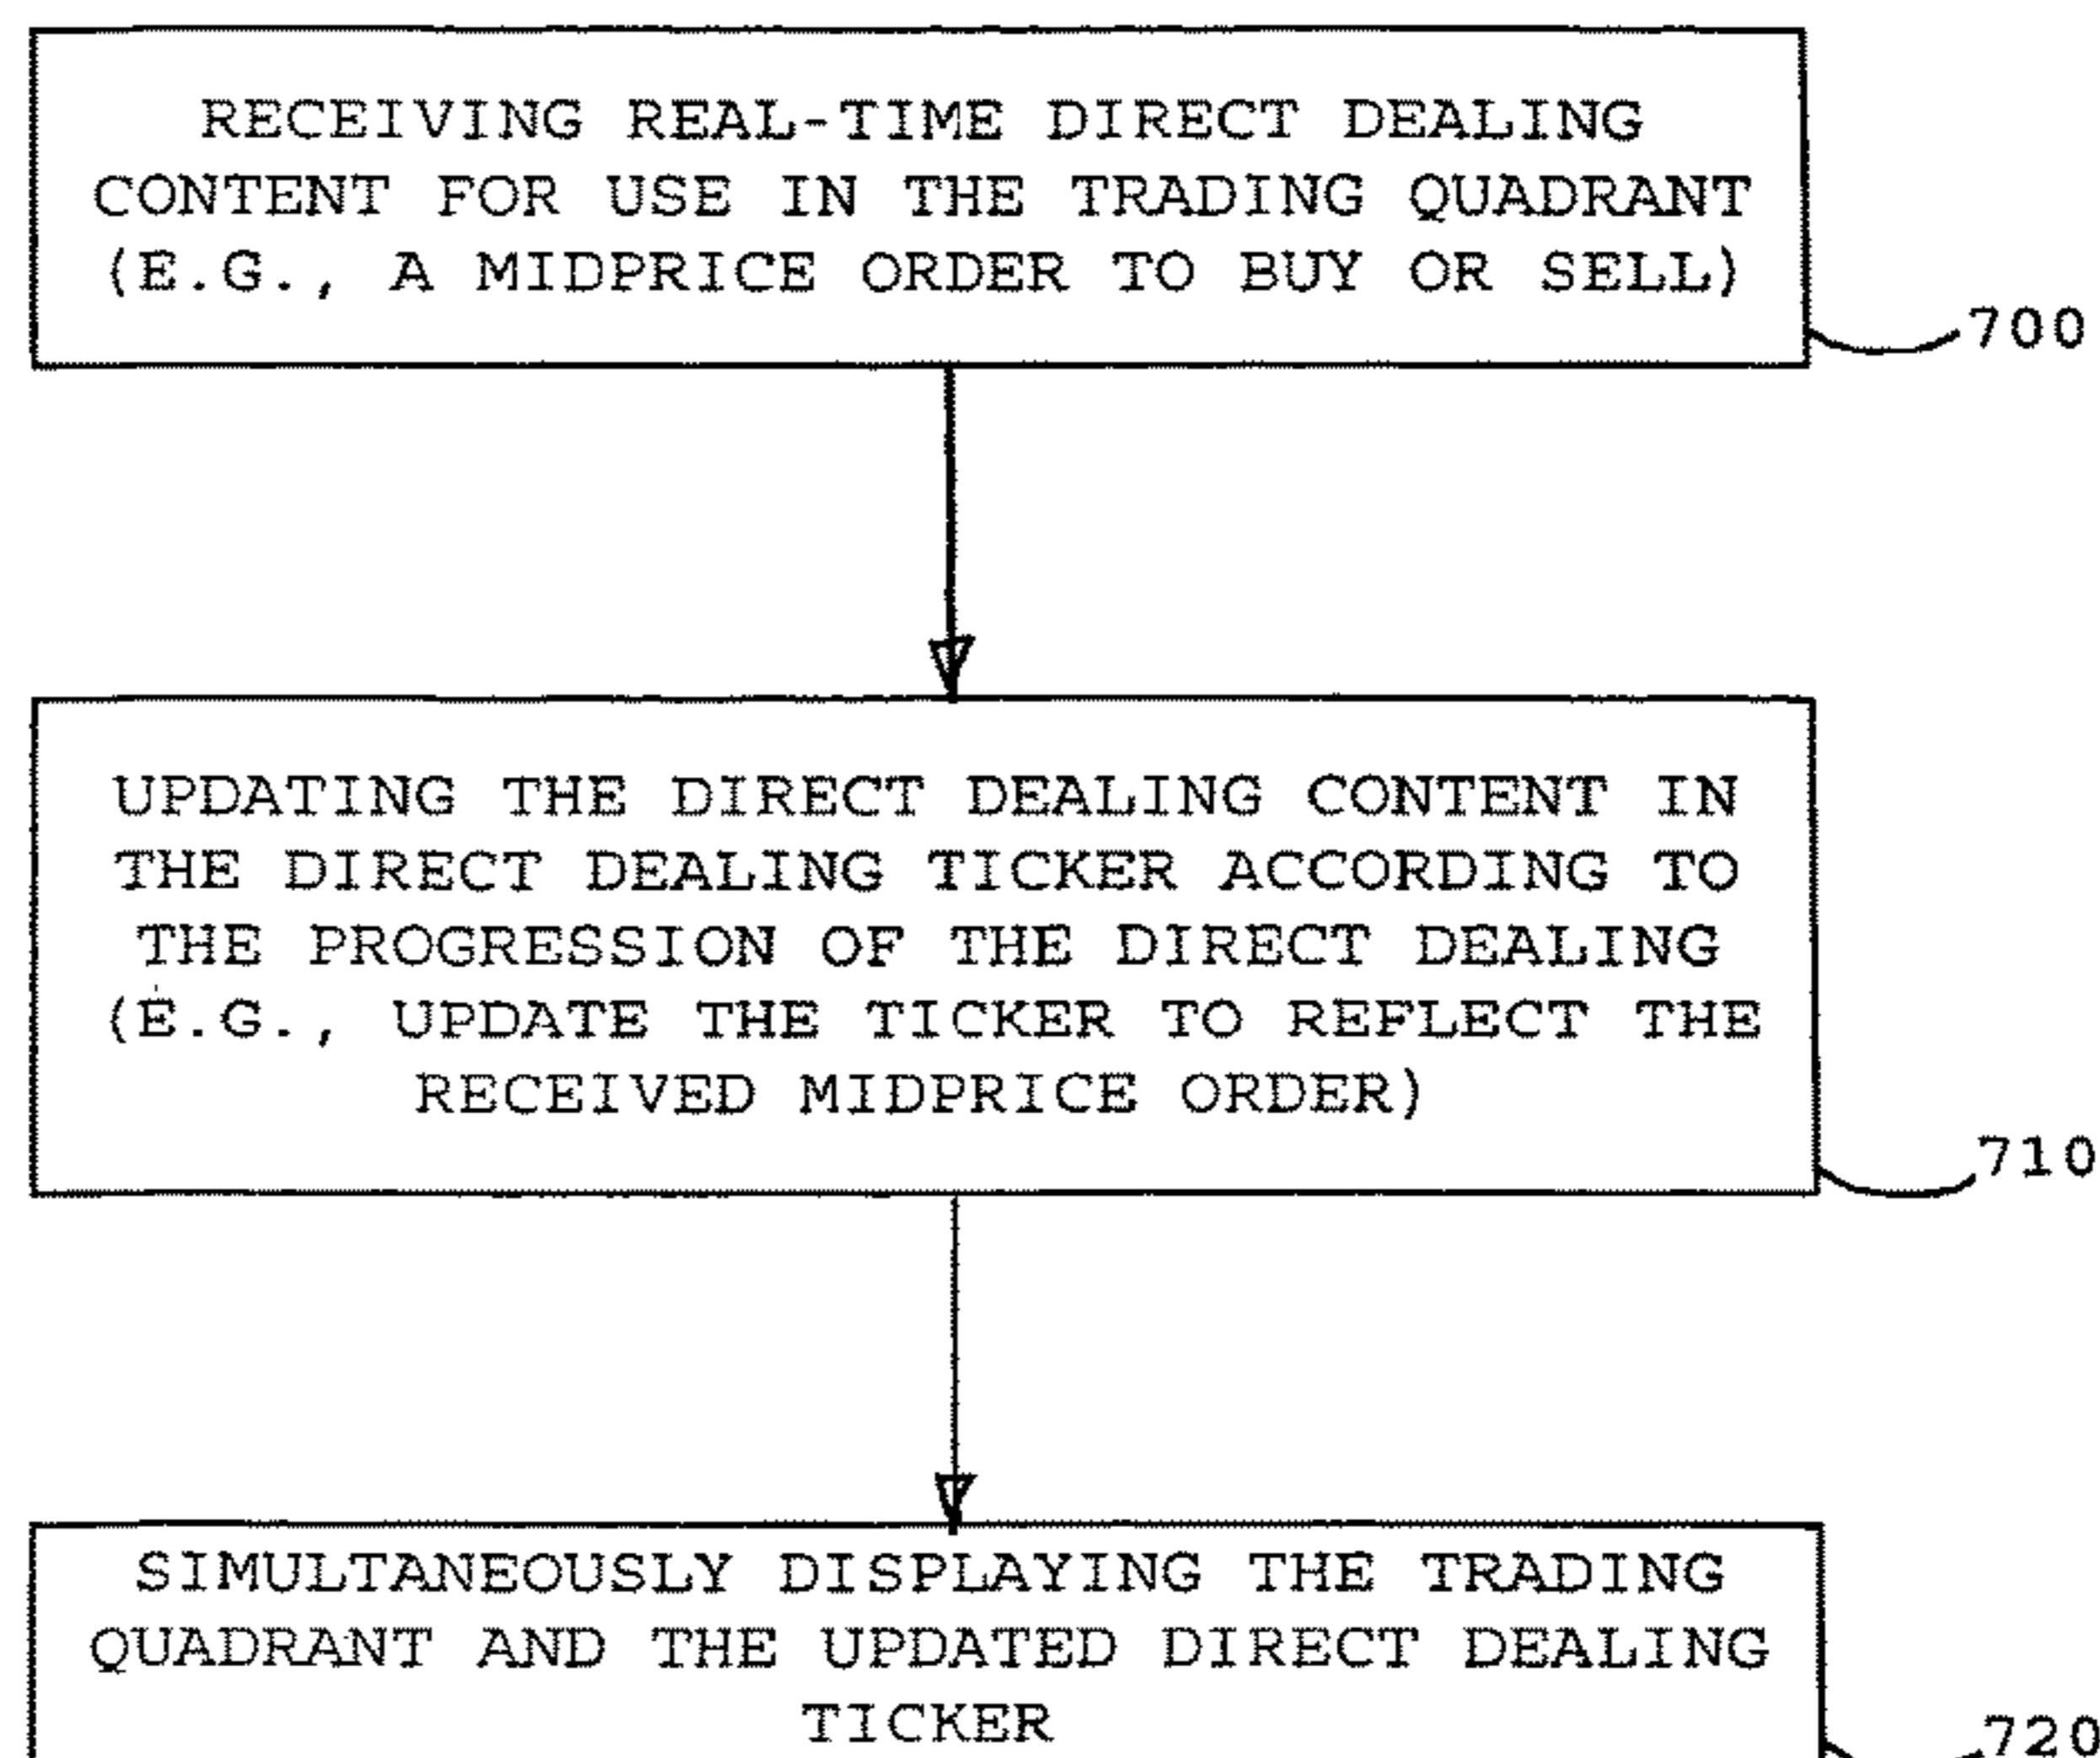 RECEIVING REAL-TIME DIRECT DEALING
CONTENT FOR USE IN THE TRADING QUADRANT
(E.G., A MIDPRICE ORDER TO BUY OR SELL)
700
UPDATING THE DIRECT DEALING CONTENT IN
THE DIRECT DEALING TICKER ACCORDING TO
THE PROGRESSION OF THE DIRECT DEALING
(E.G., UPDATE THE TICKER TO REFLECT THE
RECEIVED MIDPRICE ORDER)
710
SIMULTANEOUSLY DISPLAYING THE TRADING
QUADRANT AND THE UPDATED DIRECT DEALING
TICKER
720